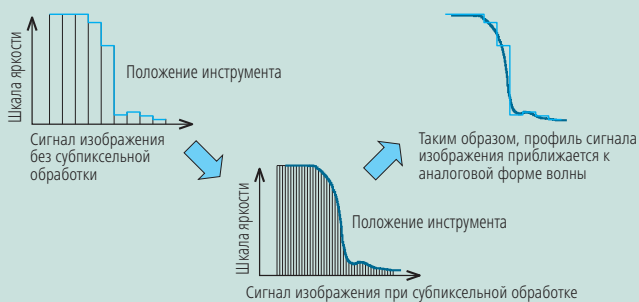 Шкала яркости
Положение инструмента
Сигнал изображения
без субпиксельной
обработки
Таким образом, профиль сигнала
изображения приближается к
аналоговой форме волны
Шкала яркости
Положение инструмента
Сигнал изображения при субпиксельной обработке